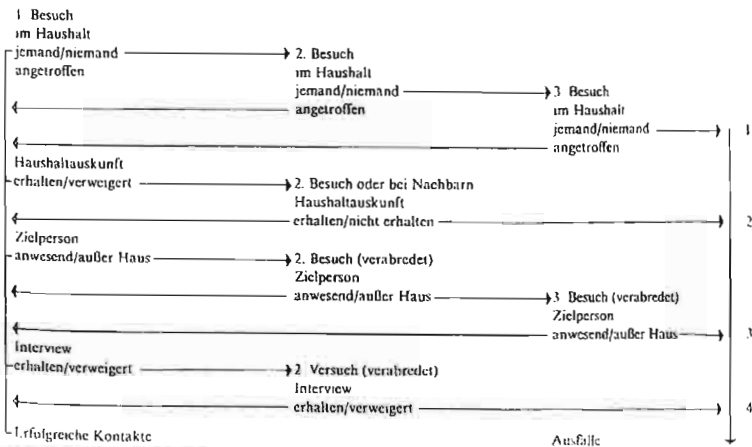 1 Besuch
im Haushalt
jemand/niemand
angetroffen
2. Besuch
im Haushalt
jemand/niemand
angetroffen
3 Besuch
im Haushalt
jemand/niemand
angetroffen
1
Haushaltauskunft
erhalten/verweigert
2. Besuch oder bei Nachbarn
Haushaltauskunft
erhalten/nicht erhalten
2
Zielperson
anwesend/außer Haus
2. Besuch (verabredet)
Zielperson
anwesend/außer Haus
3 Besuch (verabredet)
Zielperson
anwesend/außer Haus
3
Interview
erhalten/verweigert
2 Versuch (verabredet)
Interview
erhalten/verweigert
4
Erfolgreiche Kontakte
Ausfälle